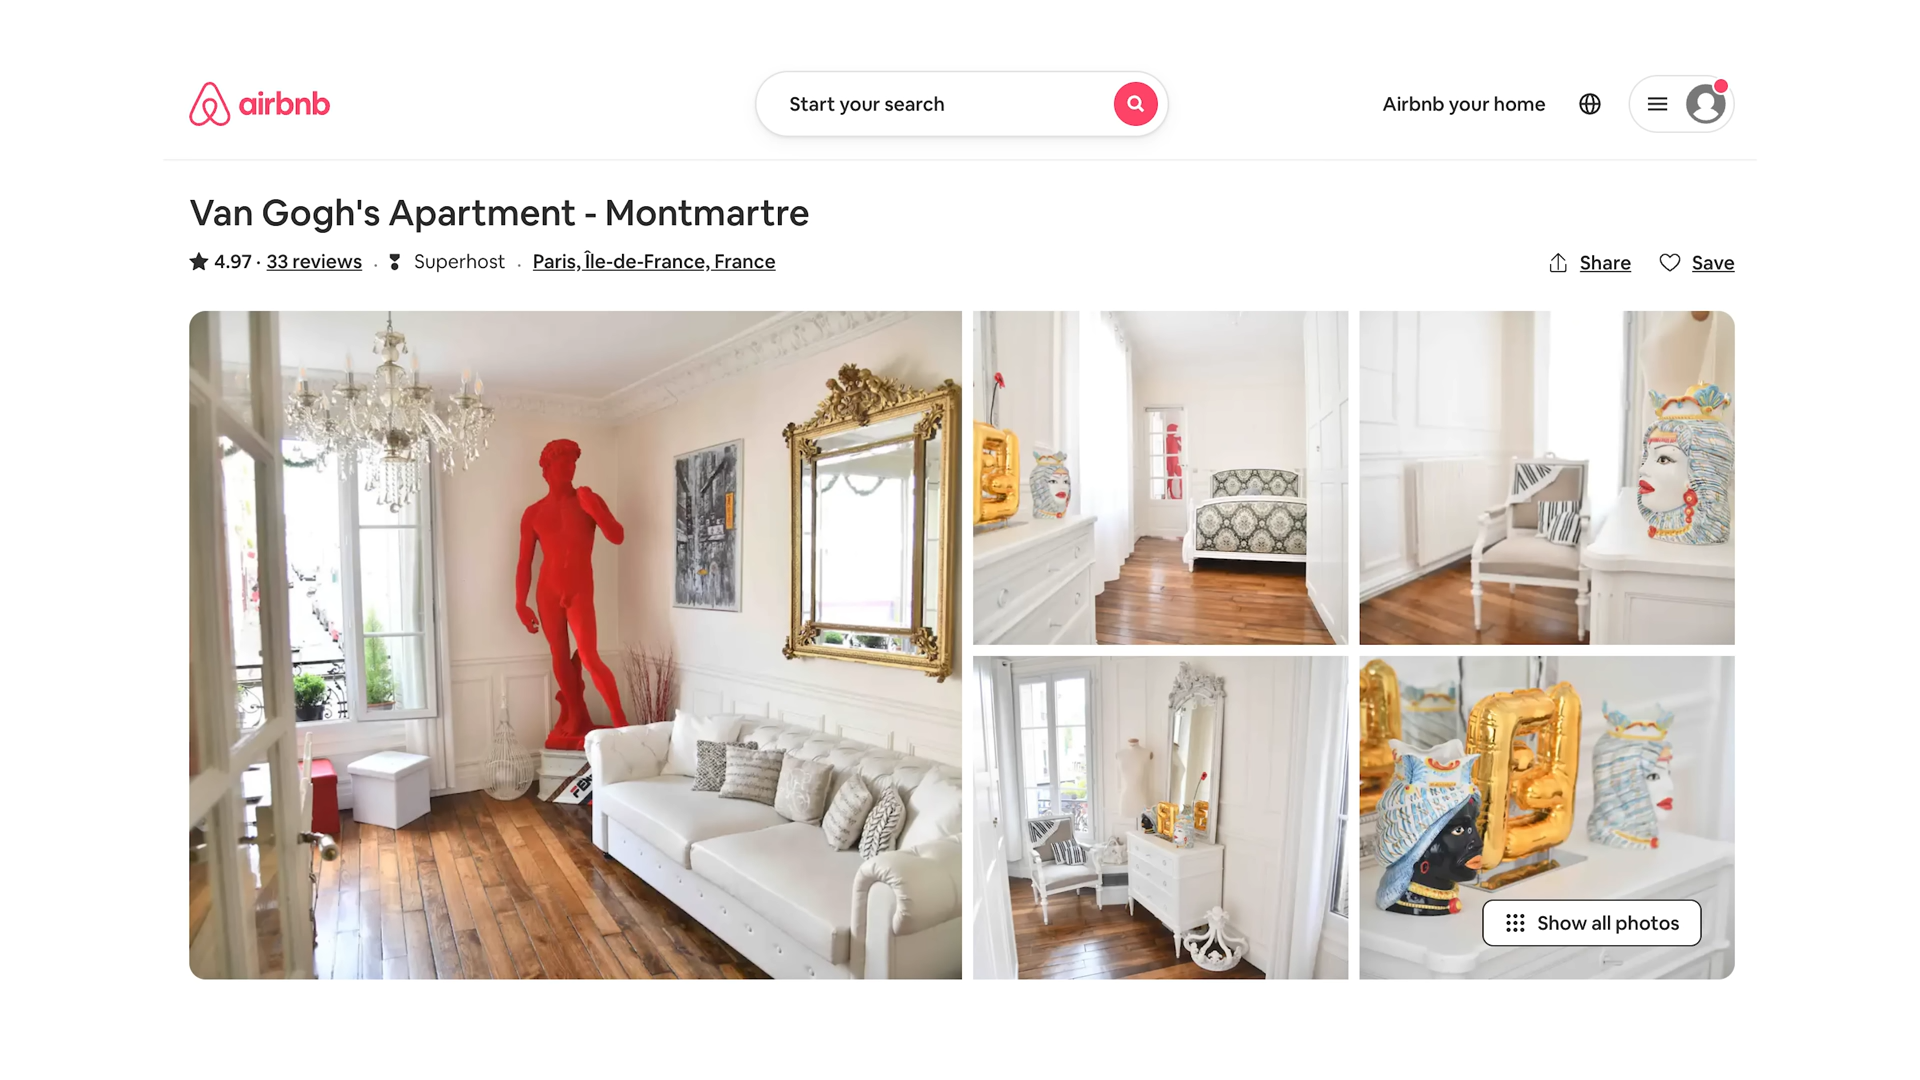 airbnb
Start your search
Airbnb your home
Van Gogh's Apartment - Montmartre
4.97 · 33 reviews · Superhost · Paris, Île-de-France, France
Share
Save
Show all photos